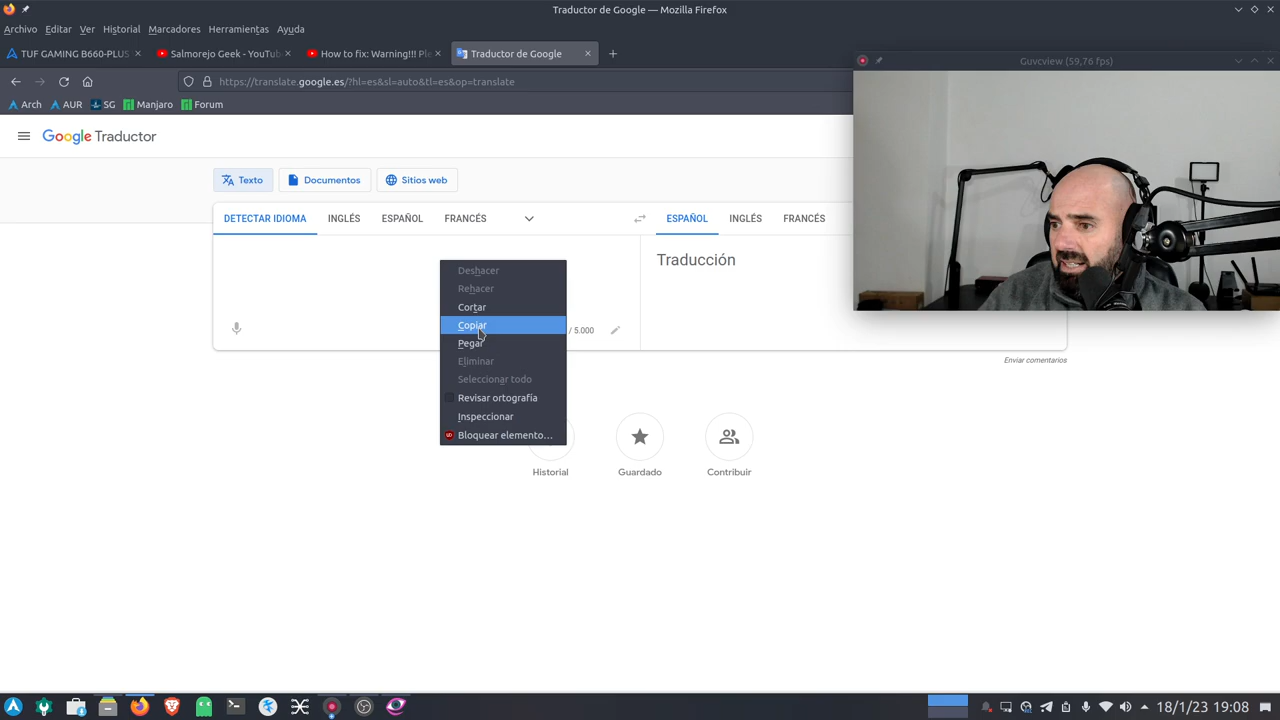 Traductor de Google — Mozilla Firefox
Archivo Editar Ver Historial Marcadores Herramientas Ayuda
TUF GAMING B660-PLUS
Salmorejo Geek - YouTub
How to fix: Warning!!! Ple
Traductor de Google
https://translate.google.es/?hl=es&sl=auto&tl=es&op=translate
Guvcview (59,76 fps)
Arch AUR SG Manjaro Forum
Google Traductor
Texto Documentos Sitios web
DETECTAR IDIOMA INGLÉS ESPAÑOL FRANCÉS
ESPAÑOL INGLÉS FRANCÉS
Traducción
Deshacer
Rehacer
Cortar
Copiar
Pegar
Eliminar
Seleccionar todo
Revisar ortografía
Inspeccionar
Bloquear elemento...
/ 5.000
Enviar comentarios
Historial Guardado Contribuir
18/1/23 19:08